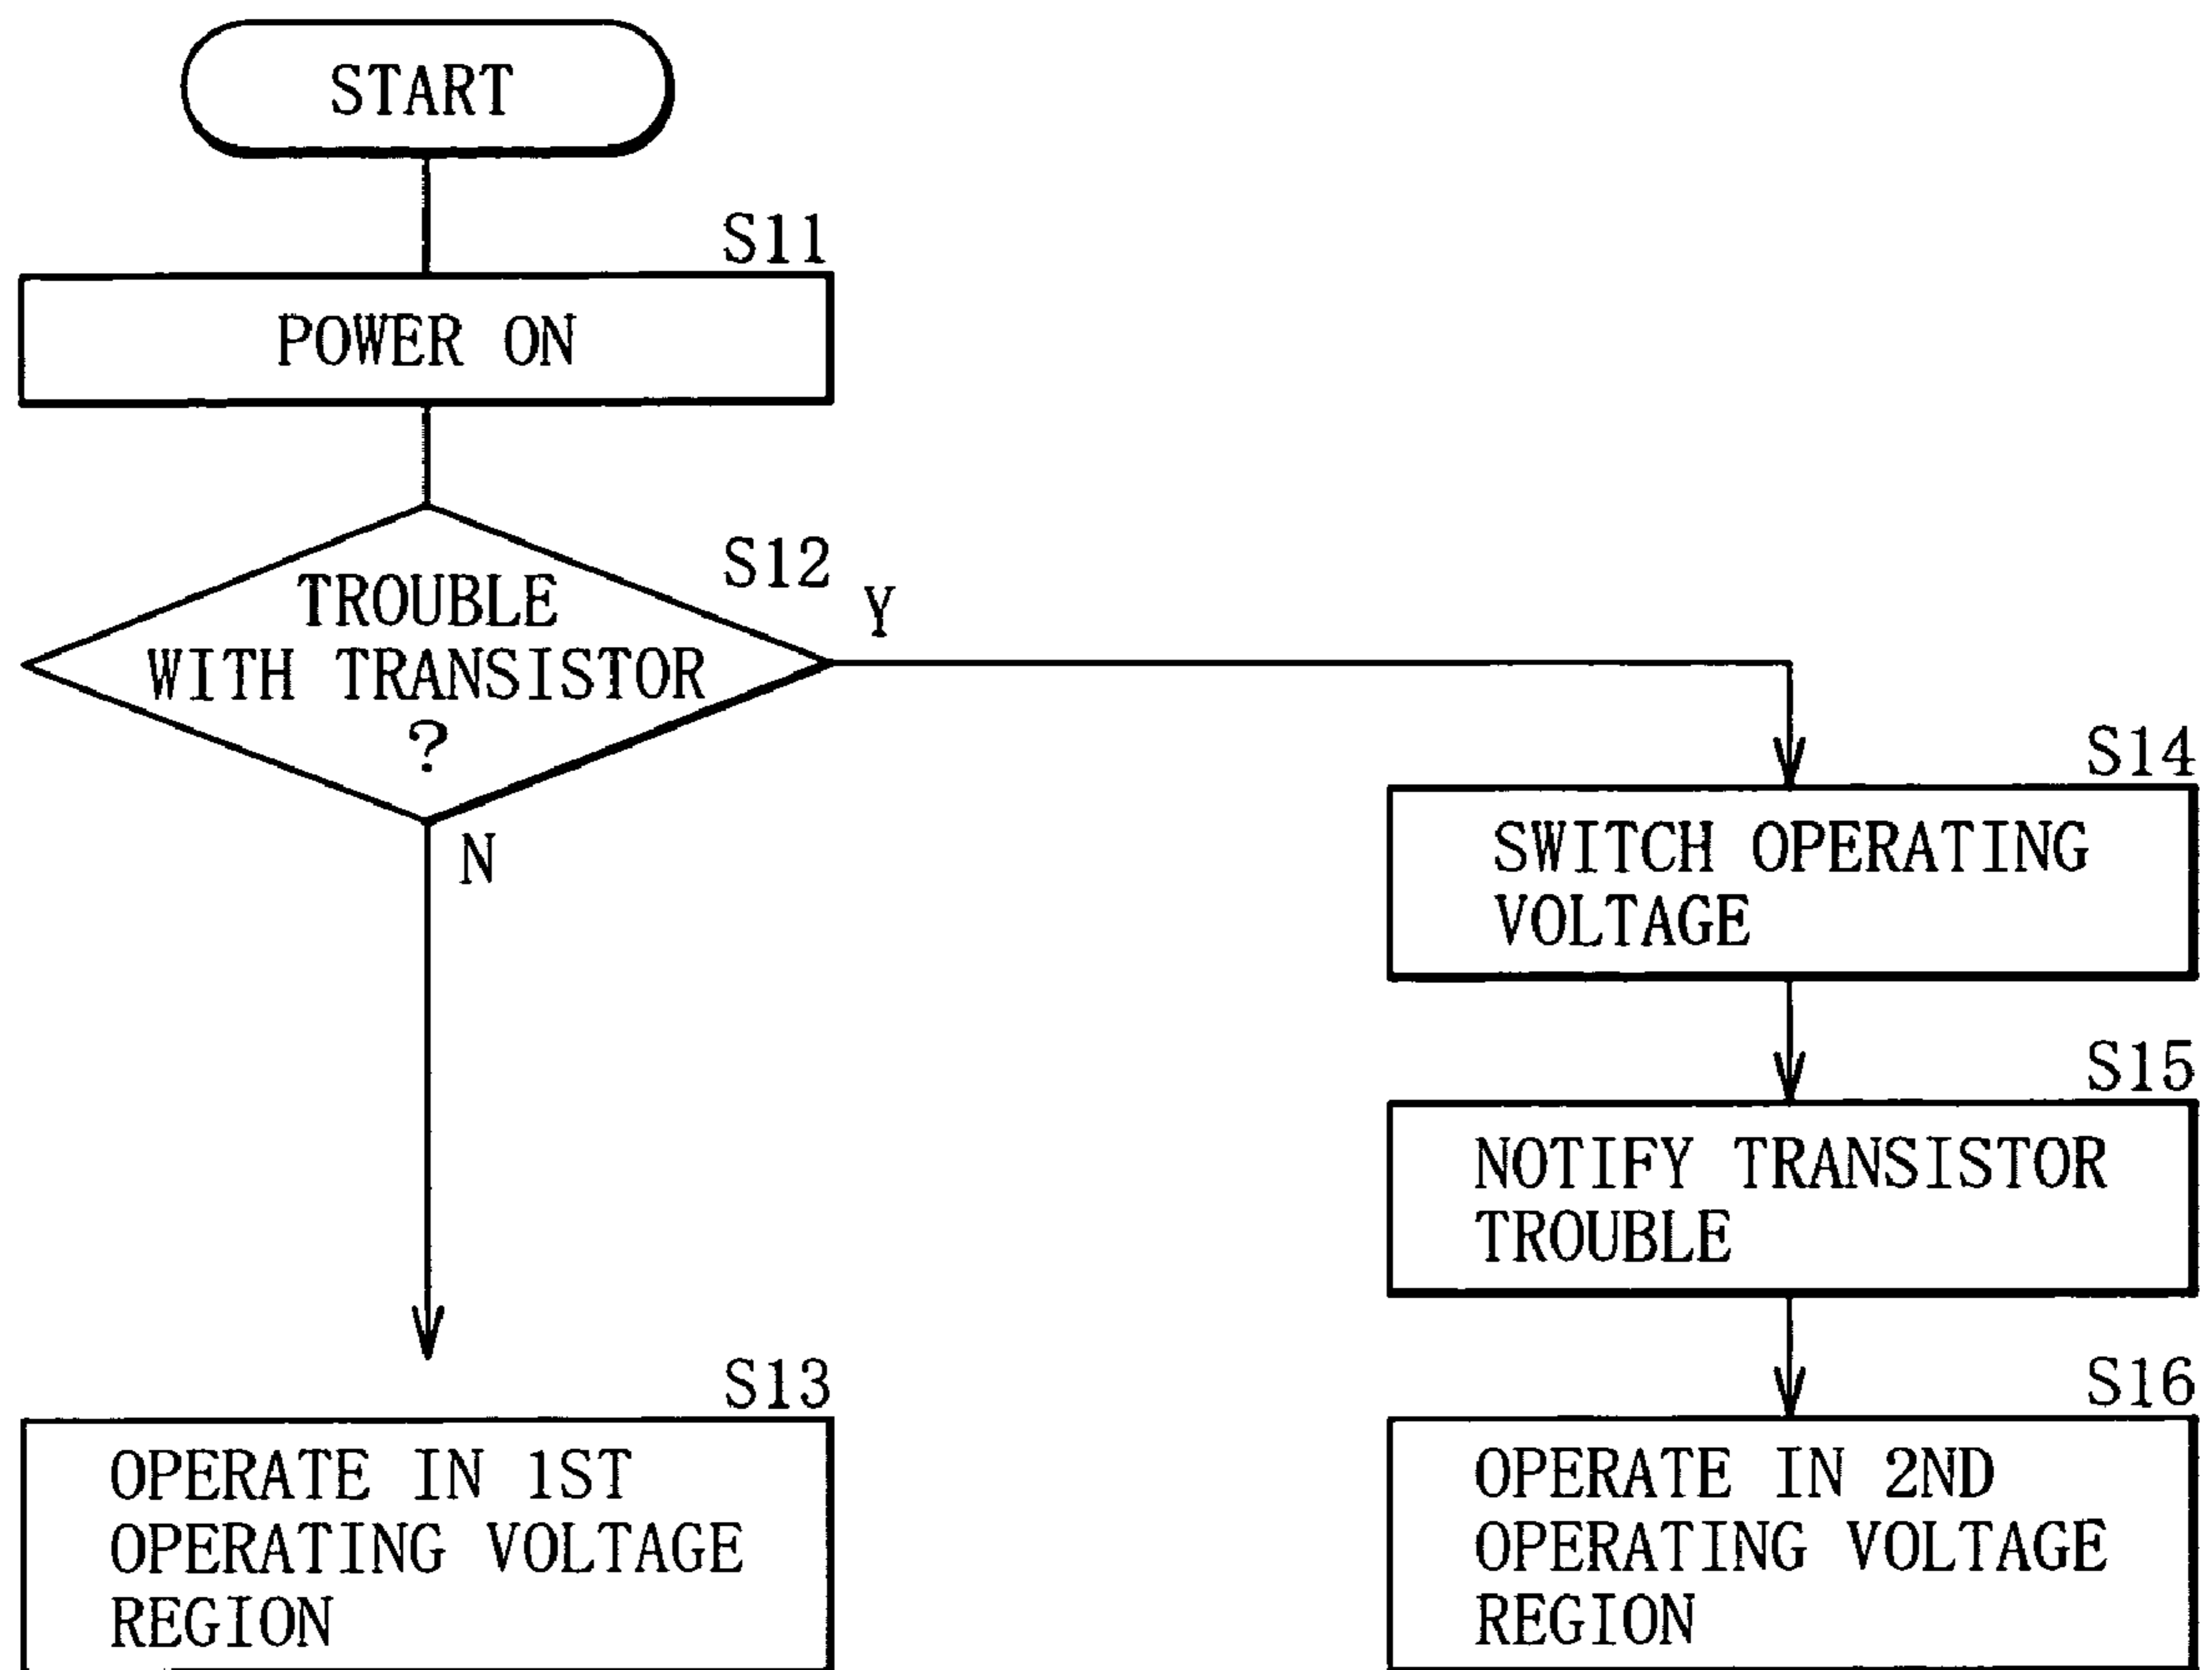 START
S11
POWER ON
S12
TROUBLE
WITH TRANSISTOR
?
Y
N
S14
SWITCH OPERATING
VOLTAGE
S15
NOTIFY TRANSISTOR
TROUBLE
S13
OPERATE IN 1ST
OPERATING VOLTAGE
REGION
S16
OPERATE IN 2ND
OPERATING VOLTAGE
REGION